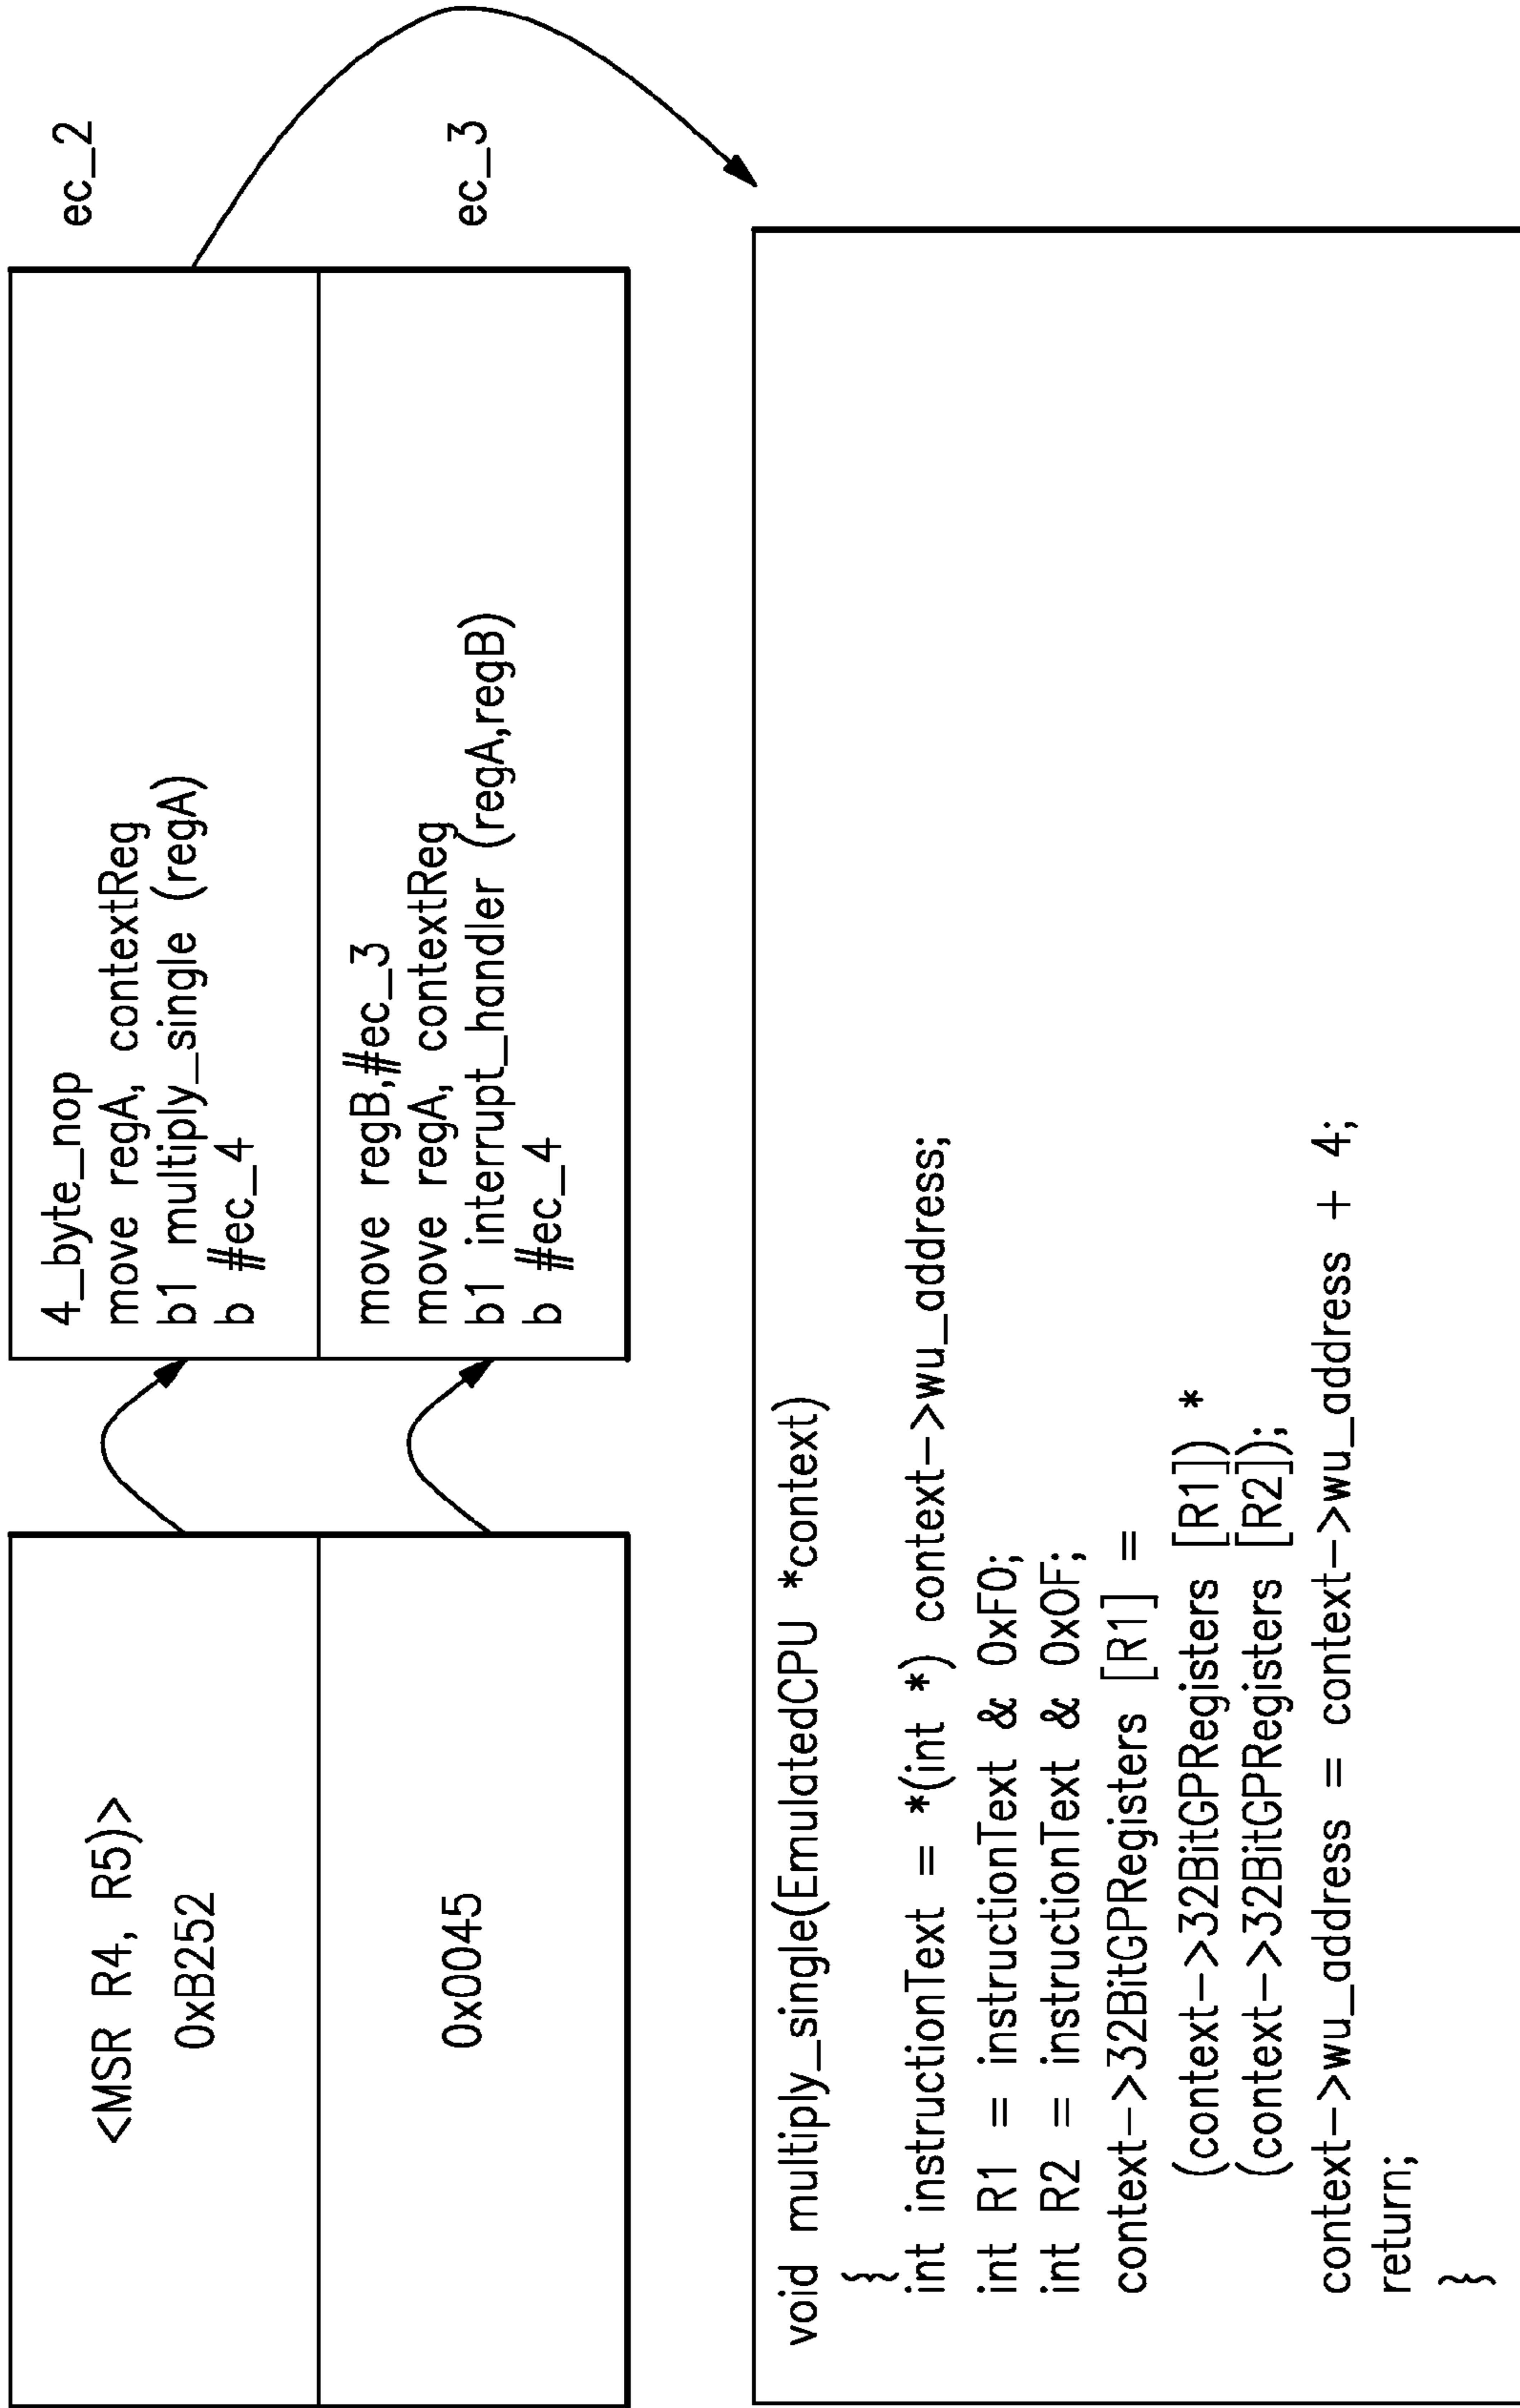 <MSR R4, R5)>
0xB252
0x0045
4_byte_nop
move regA, contextReg
b1 multiply_single (regA)
b #ec_4
ec_2
move regB,#ec_3
move regA, contextReg
b1 interrupt_handler (regA,regB)
b #ec_4
ec_3
void multiply_single(EmulatedCPU *context)
{
int instructionText = *(int *) context->wu_address;
int R1 = instructionText & 0xF0;
int R2 = instructionText & 0x0F;
context->32BitGPRegisters [R1] =
(context->32BitGPRegisters [R1]) *
(context->32BitGPRegisters [R2]);
context->wu_address = context->wu_address + 4;
return;
}